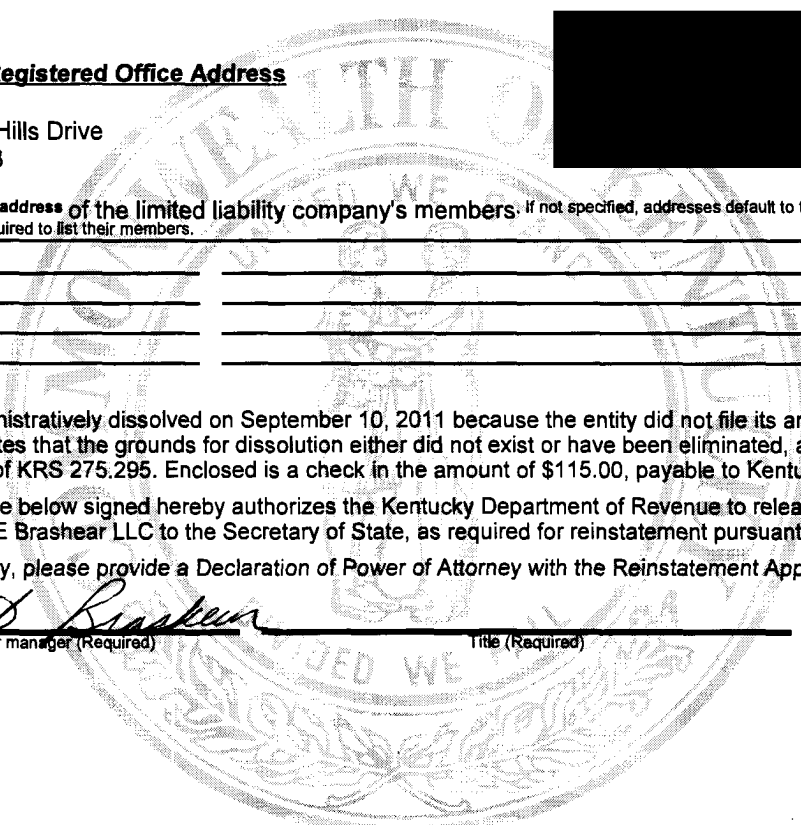 egistered Office Address
Hills Drive
address of the limited liability company's members. If not specified, addresses default to
uired to list their members.
nistratively dissolved on September 10, 2011 because the entity did not file its
tes that the grounds for dissolution either did not exist or have been eliminated,
of KRS 275.295. Enclosed is a check in the amount of $115.00, payable to Kentu
e below signed hereby authorizes the Kentucky Department of Revenue to relea
E Brashear LLC to the Secretary of State, as required for reinstatement pursuant
y, please provide a Declaration of Power of Attorney with the Reinstatement App
Brashear
manager (Required) Title (Required)